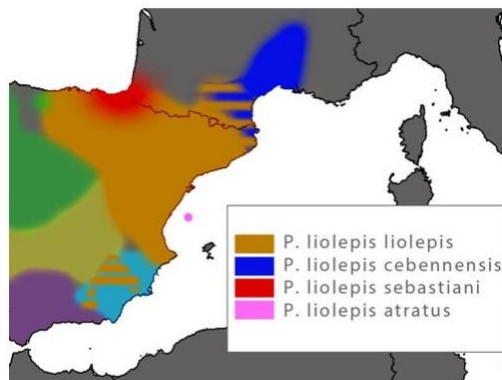 P. liolepis liolepis
P. liolepis cebennensis
P. liolepis sebastiani
P. liolepis atratus